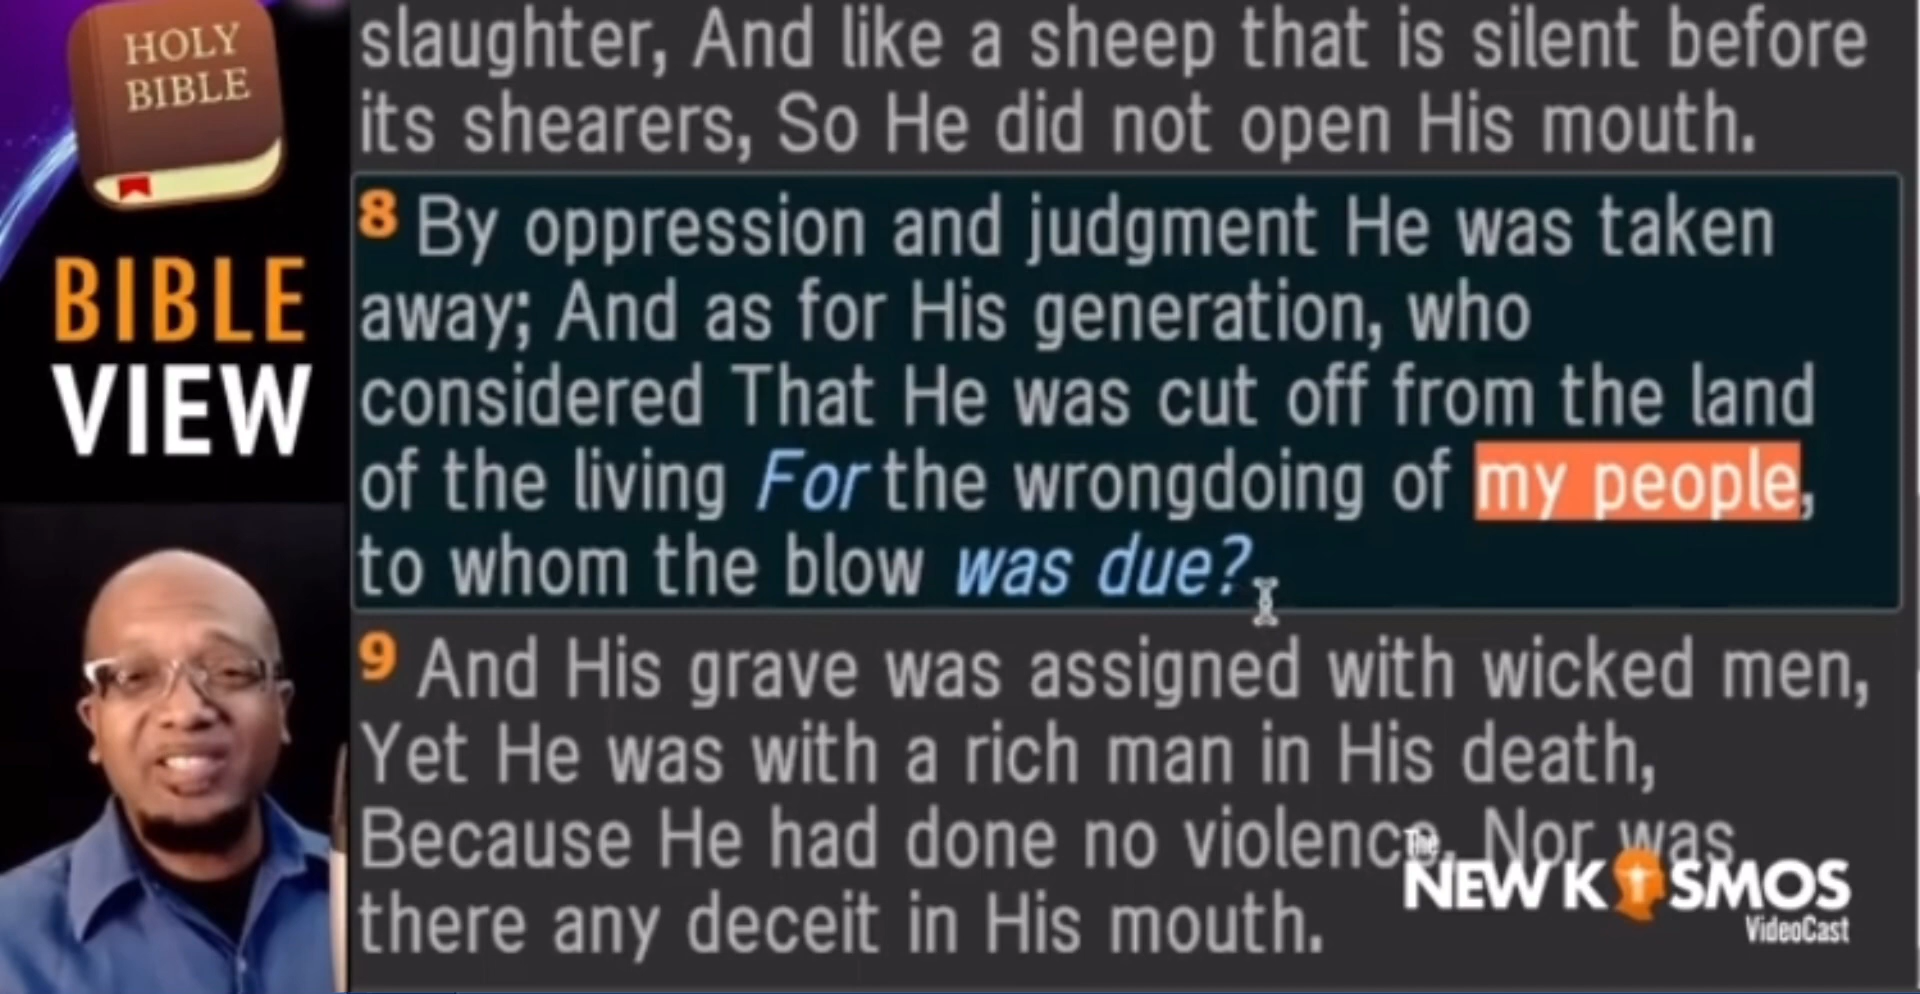 HOLY
BIBLE
BIBLE
VIEW
slaughter, And like a sheep that is silent before
its shearers, So He did not open His mouth.
8 By oppression and judgment He was taken
away; And as for His generation, who
considered That He was cut off from the land
of the living For the wrongdoing of my people,
to whom the blow was due?
9 And His grave was assigned with wicked men,
Yet He was with a rich man in His death,
Because He had done no violence, Nor was
there any deceit in His mouth.
The
NEW KOSMOS
VideoCast